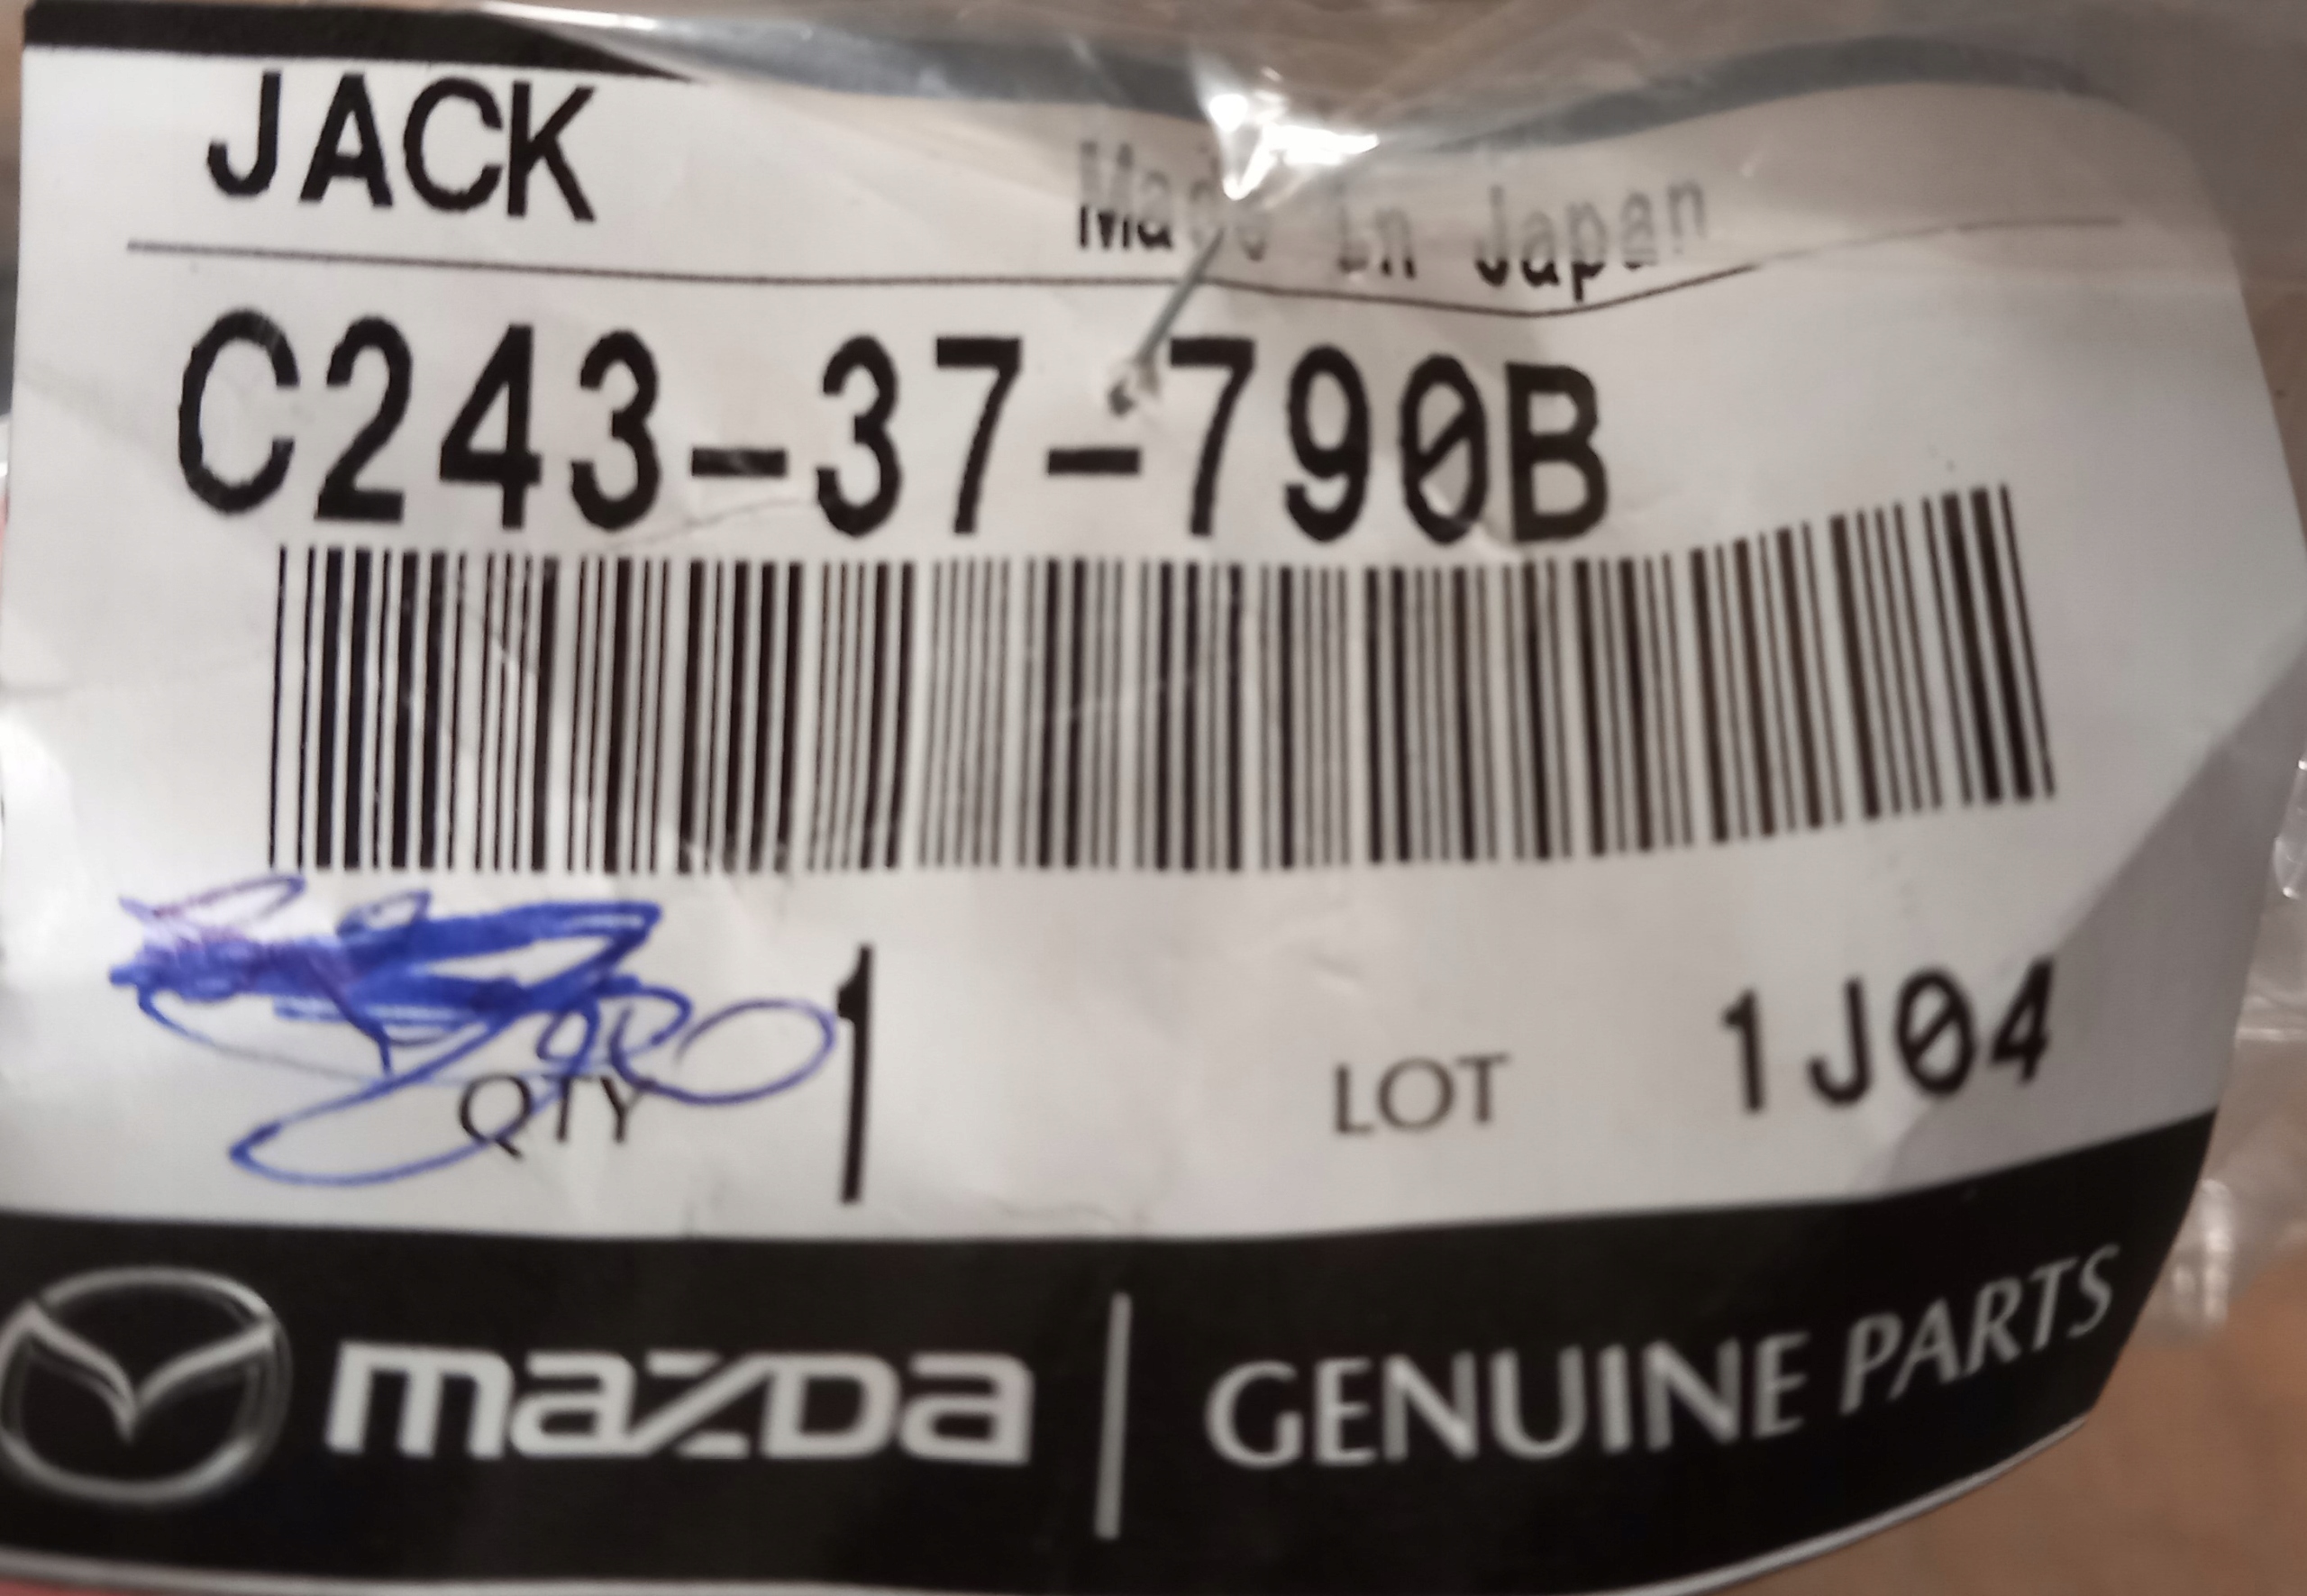 JACK
Made in Japan
C243-37-790B
QTY 1 LOT 1J04
mazda | GENUINE PARTS